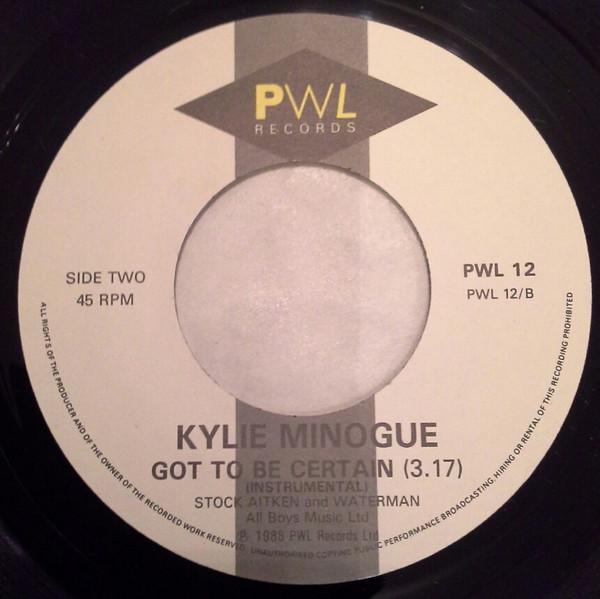 PWL
RECORDS
SIDE TWO
45 RPM
PWL 12
PWL 12/B
KYLIE MINOGUE
GOT TO BE CERTAIN (3.17)
(INSTRUMENTAL)
STOCK AITKEN and WATERMAN
All Boys Music Ltd
℗ 1988 PWL Records Ltd
ALL RIGHTS OF THE PRODUCER AND OF THE OWNER OF THE RECORDED WORK RESERVED. UNAUTHORISED COPYING PUBLIC PERFORMANCE BROADCASTING, HIRING OR RENTAL OF THIS RECORDING PROHIBITED